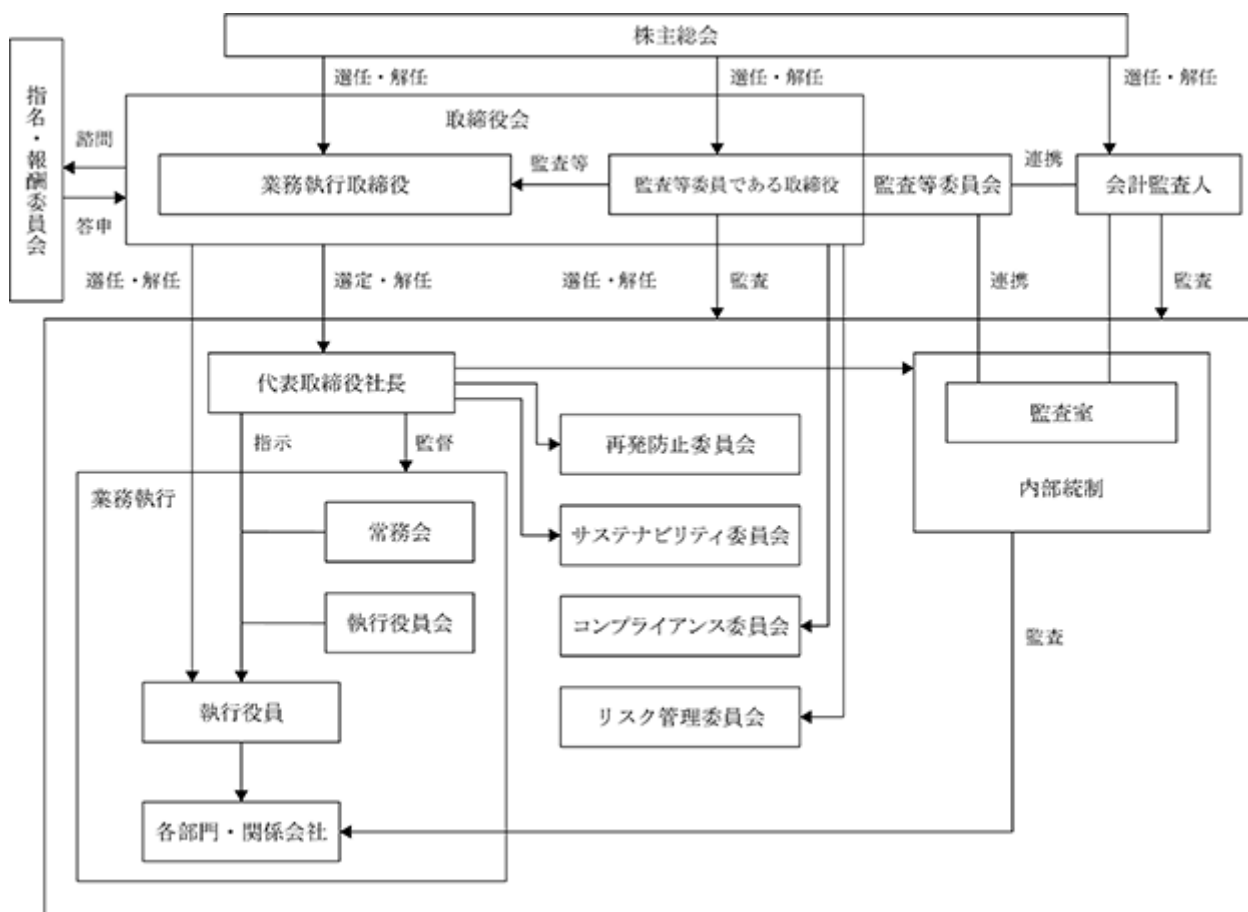 株主総会
選任・解任
選任・解任
選任・解任
指名・報酬委員会
諮問
答申
取締役会
業務執行取締役
監査等
監査等委員である取締役
監査等委員会
連携
会計監査人
選任・解任
選定・解任
選任・解任
監査
連携
監査
代表取締役社長
指示
監督
再発防止委員会
サステナビリティ委員会
コンプライアンス委員会
リスク管理委員会
監査室
内部統制
監査
業務執行
常務会
執行役員会
執行役員
各部門・関係会社